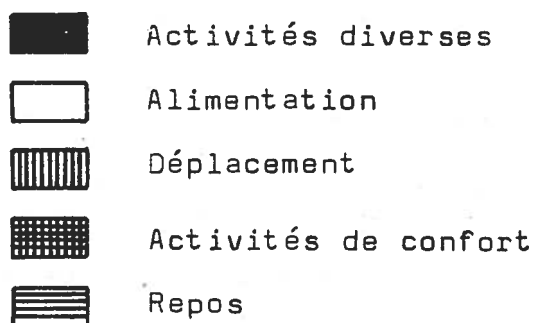 Activités diverses
Alimentation
Déplacement
Activités de confort
Repos